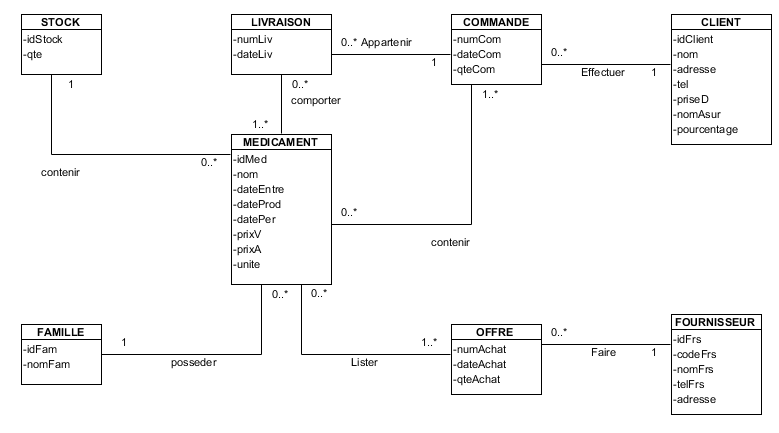 STOCK
-idStock
-qte
LIVRAISON
-numLiv
-dateLiv
COMMANDE
-numCom
-dateCom
-qteCom
CLIENT
-idClient
-nom
-adresse
-tel
-priseD
-nomAsur
-pourcentage
0..* Appartenir
1
0..*
Effectuer
1
1
0..*
comporter
1..*
1..*
contenir
0..*
MEDICAMENT
-idMed
-nom
-dateEntre
-dateProd
-datePer
-prixV
-prixA
-unite
0..*
contenir
0..*
0..*
FAMILLE
-idFam
-nomFam
1
posseder
Lister
1..*
OFFRE
-numAchat
-dateAchat
-qteAchat
0..*
Faire
1
FOURNISSEUR
-idFrs
-codeFrs
-nomFrs
-telFrs
-adresse